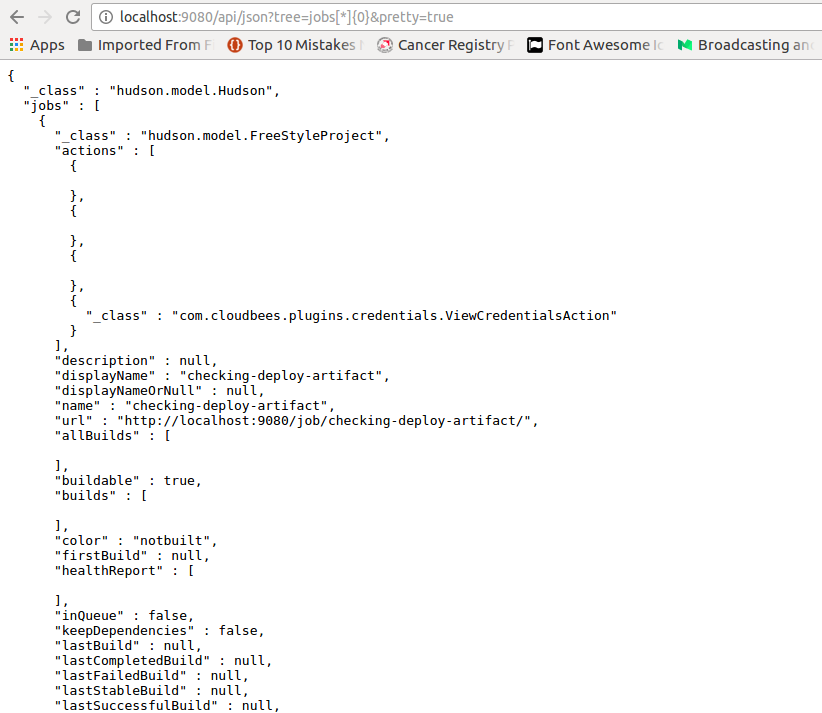 localhost:9080/api/json?tree=jobs[*]{0}&pretty=true
Apps Imported From F Top 10 Mistakes Cancer Registry Font Awesome Broadcasting and
{
  "_class" : "hudson.model.Hudson",
  "jobs" : [
    {
      "_class" : "hudson.model.FreeStyleProject",
      "actions" : [
        {
        },
        {
        },
        {
        },
        {
          "_class" : "com.cloudbees.plugins.credentials.ViewCredentialsAction"
        }
      ],
      "description" : null,
      "displayName" : "checking-deploy-artifact",
      "displayNameOrNull" : null,
      "name" : "checking-deploy-artifact",
      "url" : "http://localhost:9080/job/checking-deploy-artifact/",
      "allBuilds" : [
      ],
      "buildable" : true,
      "builds" : [
      ],
      "color" : "notbuilt",
      "firstBuild" : null,
      "healthReport" : [
      ],
      "inQueue" : false,
      "keepDependencies" : false,
      "lastBuild" : null,
      "lastCompletedBuild" : null,
      "lastFailedBuild" : null,
      "lastStableBuild" : null,
      "lastSuccessfulBuild" : null,